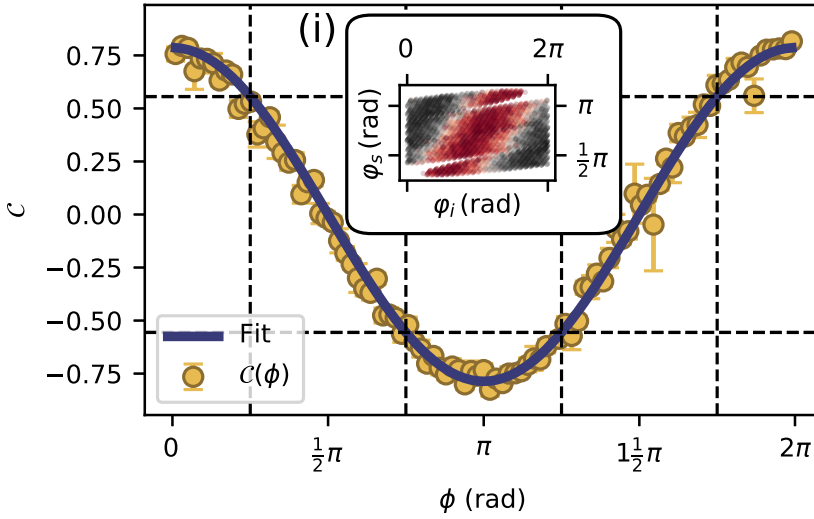 (i)
0 2π
φₛ (rad)
π
½π
φᵢ (rad)
C
0.75
0.50
0.25
0.00
−0.25
−0.50
−0.75
Fit
C(ϕ)
0 ½π π 1½π 2π
ϕ (rad)